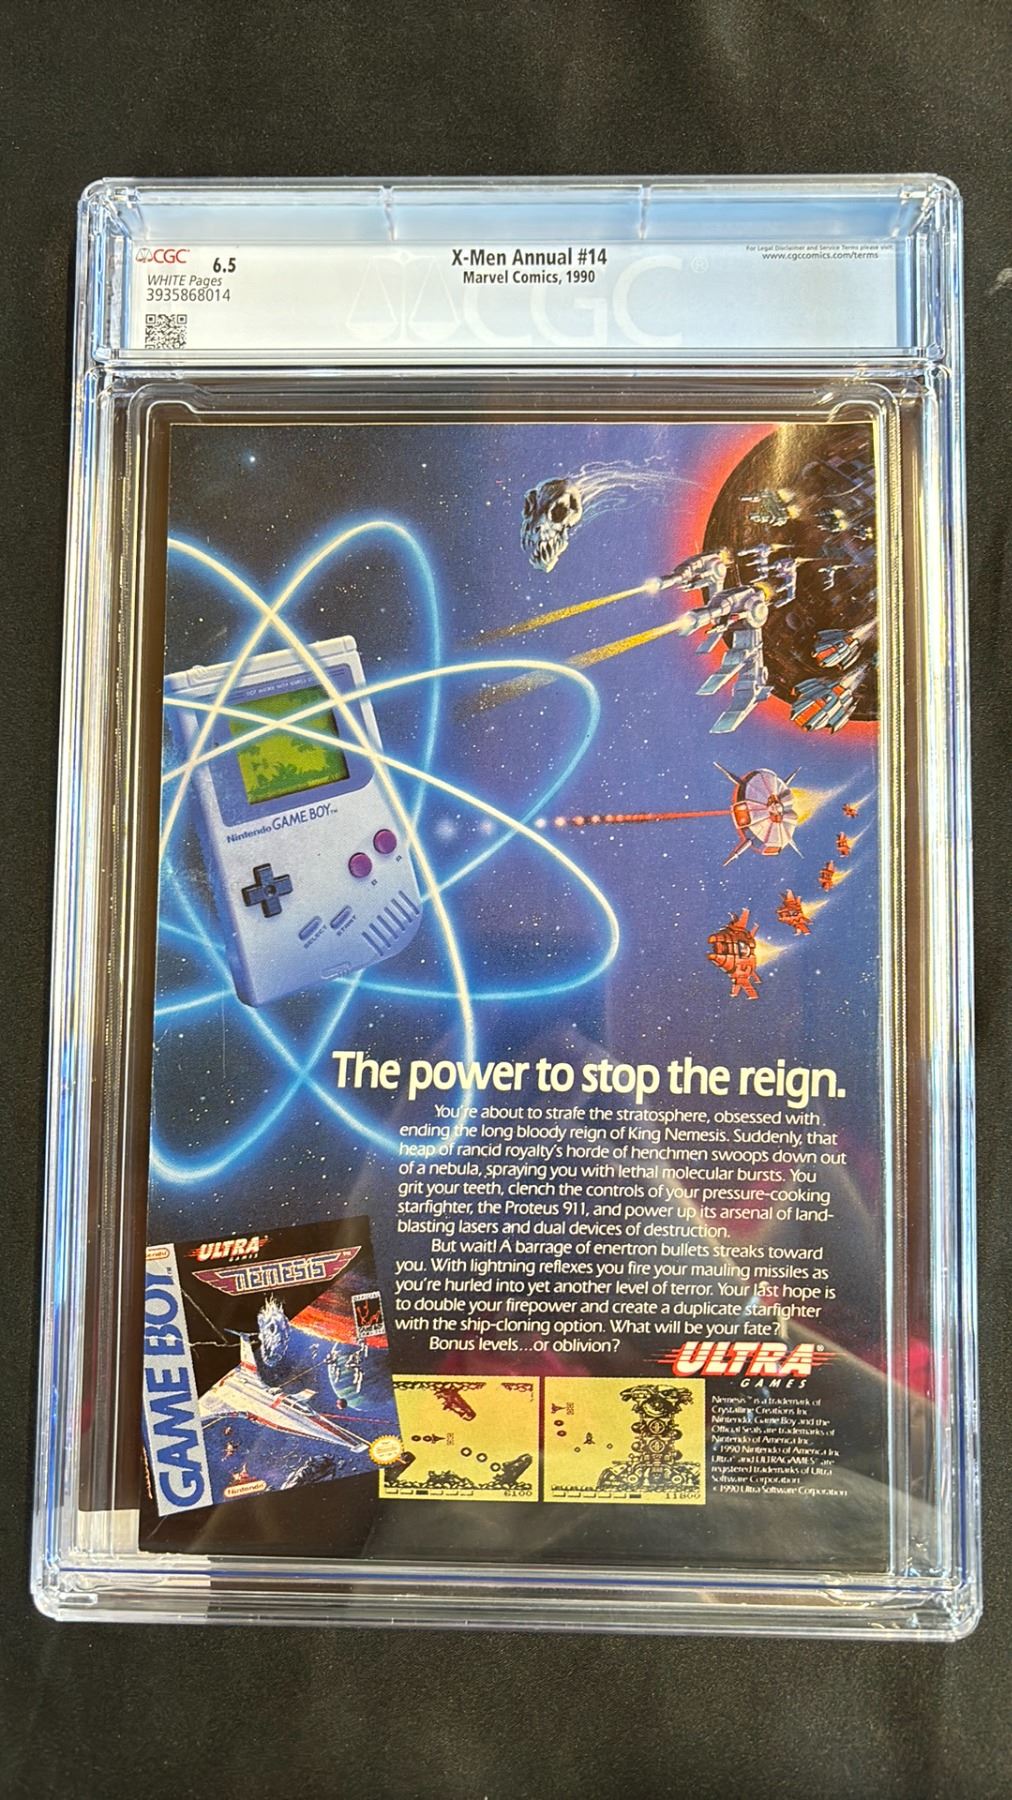 CGC
6.5
WHITE Pages
3935868014
X-Men Annual #14
Marvel Comics, 1990
For Legal Disclaimer and Service Terms please visit:
www.cgccomics.com/terms
CGC
Nintendo GAME BOY™
B
A
SELECT
START
The power to stop the reign.
You're about to strafe the stratosphere, obsessed with
ending the long bloody reign of King Nemesis. Suddenly, that
heap of rancid royalty's horde of henchmen swoops down out
of a nebula, spraying you with lethal molecular bursts. You
grit your teeth, clench the controls of your pressure-cooking
starfighter, the Proteus 911, and power up its arsenal of land-
blasting lasers and dual devices of destruction.
But wait! A barrage of enertron bullets streaks toward
you. With lightning reflexes you fire your mauling missiles as
you're hurled into yet another level of terror. Your last hope is
to double your firepower and create a duplicate starfighter
with the ship-cloning option. What will be your fate?
Bonus levels...or oblivion?
ULTRA®
GAMES
GAME BOY™
ULTRA
GAMES
NEMESIS™
Nintendo
6100
11800
Nemesis™ is a trademark of
Crystalline Creations Inc.
Nintendo, Game Boy and the
Official Seals are trademarks of
Nintendo of America Inc.
© 1990 Nintendo of America Inc.
Ultra® and ULTRAGAMES® are
registered trademarks of Ultra
Software Corporation.
© 1990 Ultra Software Corporation